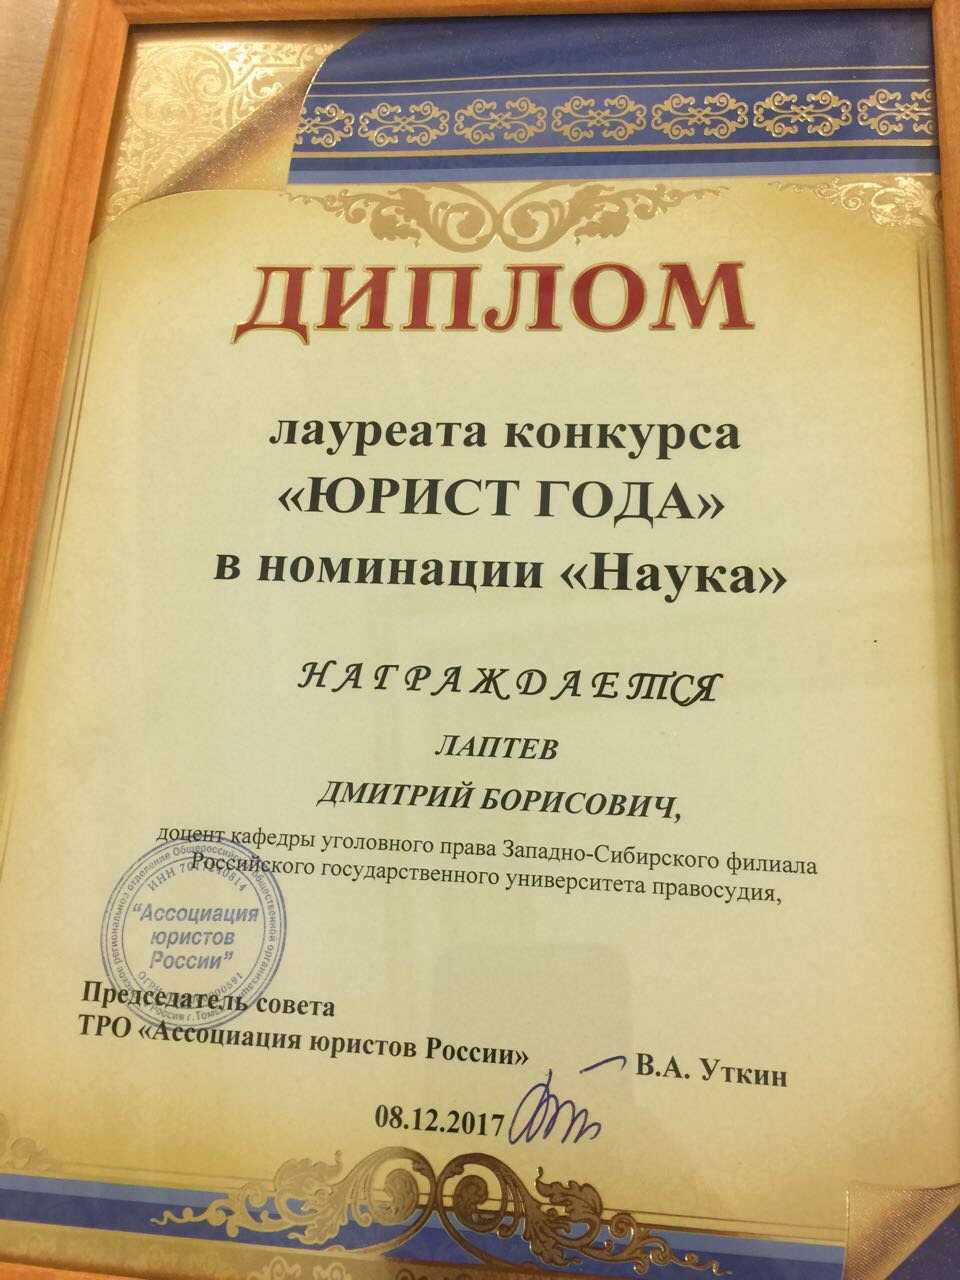 ДИПЛОМ
лауреата конкурса
«ЮРИСТ ГОДА»
в номинации «Наука»
НАГРАЖДАЕТСЯ
ЛАПТЕВ
ДМИТРИЙ БОРИСОВИЧ,
доцент кафедры уголовного права Западно-Сибирского филиала
Российского государственного университета правосудия,
"Ассоциация
юристов
России"
Председатель совета
ТРО «Ассоциация юристов России»
В.А. Уткин
08.12.2017